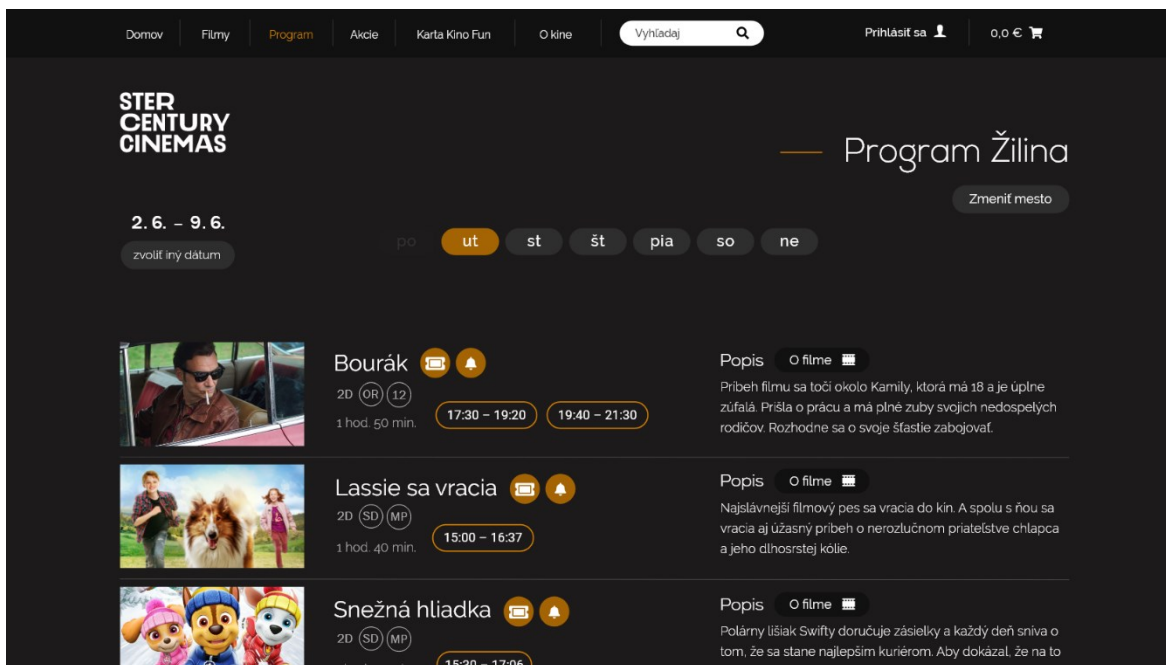 Domov Filmy Program Akcie Karta Kino Fun O kine Vyhľadaj Prihlásiť sa 0,0 €
STER
CENTURY
CINEMAS
Program Žilina
Zmeniť mesto
2. 6. – 9. 6.
zvoliť iný dátum
po ut st št pia so ne
Bourák
2D OR 12
1 hod. 50 min.
17:30 – 19:20 19:40 – 21:30
Popis O filme
Príbeh filmu sa točí okolo Kamily, ktorá má 18 a je úplne
zúfalá. Prišla o prácu a má plné zuby svojich nedospelých
rodičov. Rozhodne sa o svoje šťastie zabojovať.
Lassie sa vracia
2D SD MP
1 hod. 40 min.
15:00 – 16:37
Popis O filme
Najslávnejší filmový pes sa vracia do kín. A spolu s ňou sa
vracia aj úžasný príbeh o nerozlučnom priateľstve chlapca
a jeho dlhosrstej kólie.
Snežná hliadka
2D SD MP
15:30 – 17:06
Popis O filme
Polárny lišiak Swifty doručuje zásielky a každý deň sníva o
tom, že sa stane najlepším kuriérom. Aby dokázal, že na to